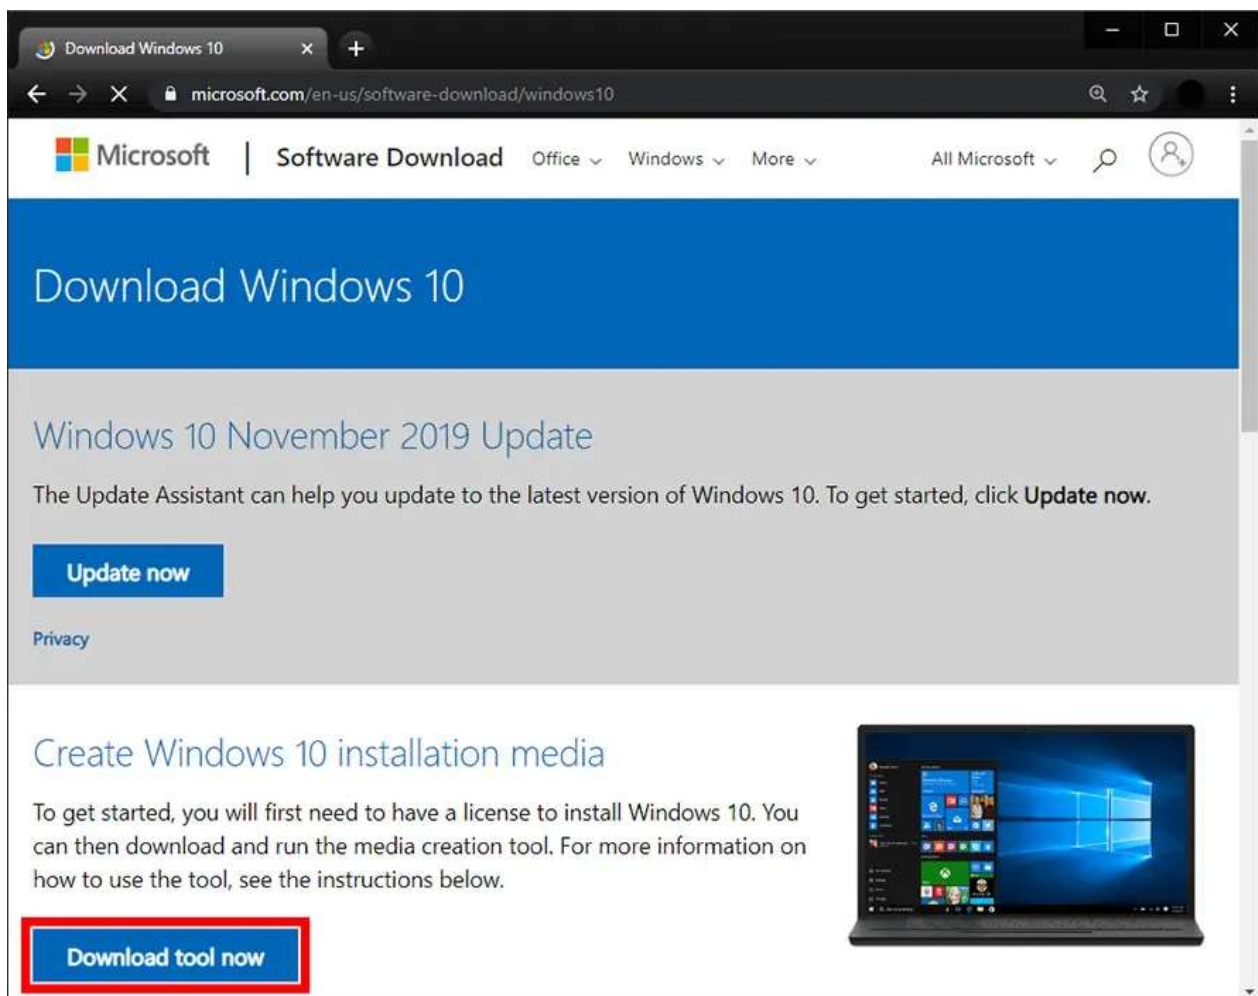 Download Windows 10
microsoft.com/en-us/software-download/windows10
Microsoft | Software Download Office Windows More All Microsoft
Download Windows 10
Windows 10 November 2019 Update
The Update Assistant can help you update to the latest version of Windows 10. To get started, click Update now.
Update now
Privacy
Create Windows 10 installation media
To get started, you will first need to have a license to install Windows 10. You
can then download and run the media creation tool. For more information on
how to use the tool, see the instructions below.
Download tool now